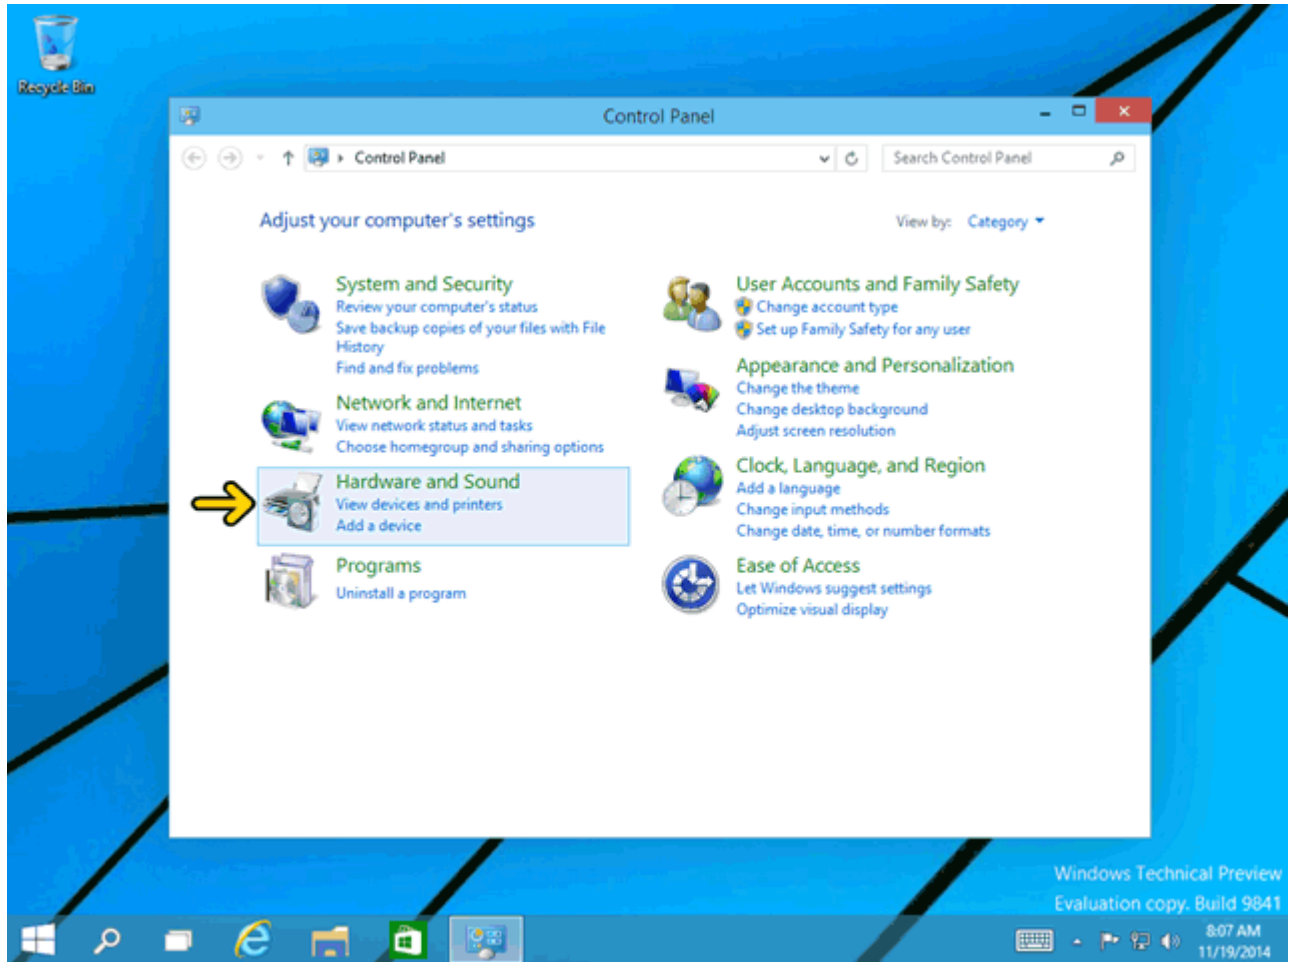 Recycle Bin
Control Panel
Control Panel
Search Control Panel
Adjust your computer's settings
View by: Category
System and Security
Review your computer's status
Save backup copies of your files with File
History
Find and fix problems
Network and Internet
View network status and tasks
Choose homegroup and sharing options
Hardware and Sound
View devices and printers
Add a device
Programs
Uninstall a program
User Accounts and Family Safety
Change account type
Set up Family Safety for any user
Appearance and Personalization
Change the theme
Change desktop background
Adjust screen resolution
Clock, Language, and Region
Add a language
Change input methods
Change date, time, or number formats
Ease of Access
Let Windows suggest settings
Optimize visual display
Windows Technical Preview
Evaluation copy. Build 9841
8:07 AM
11/19/2014